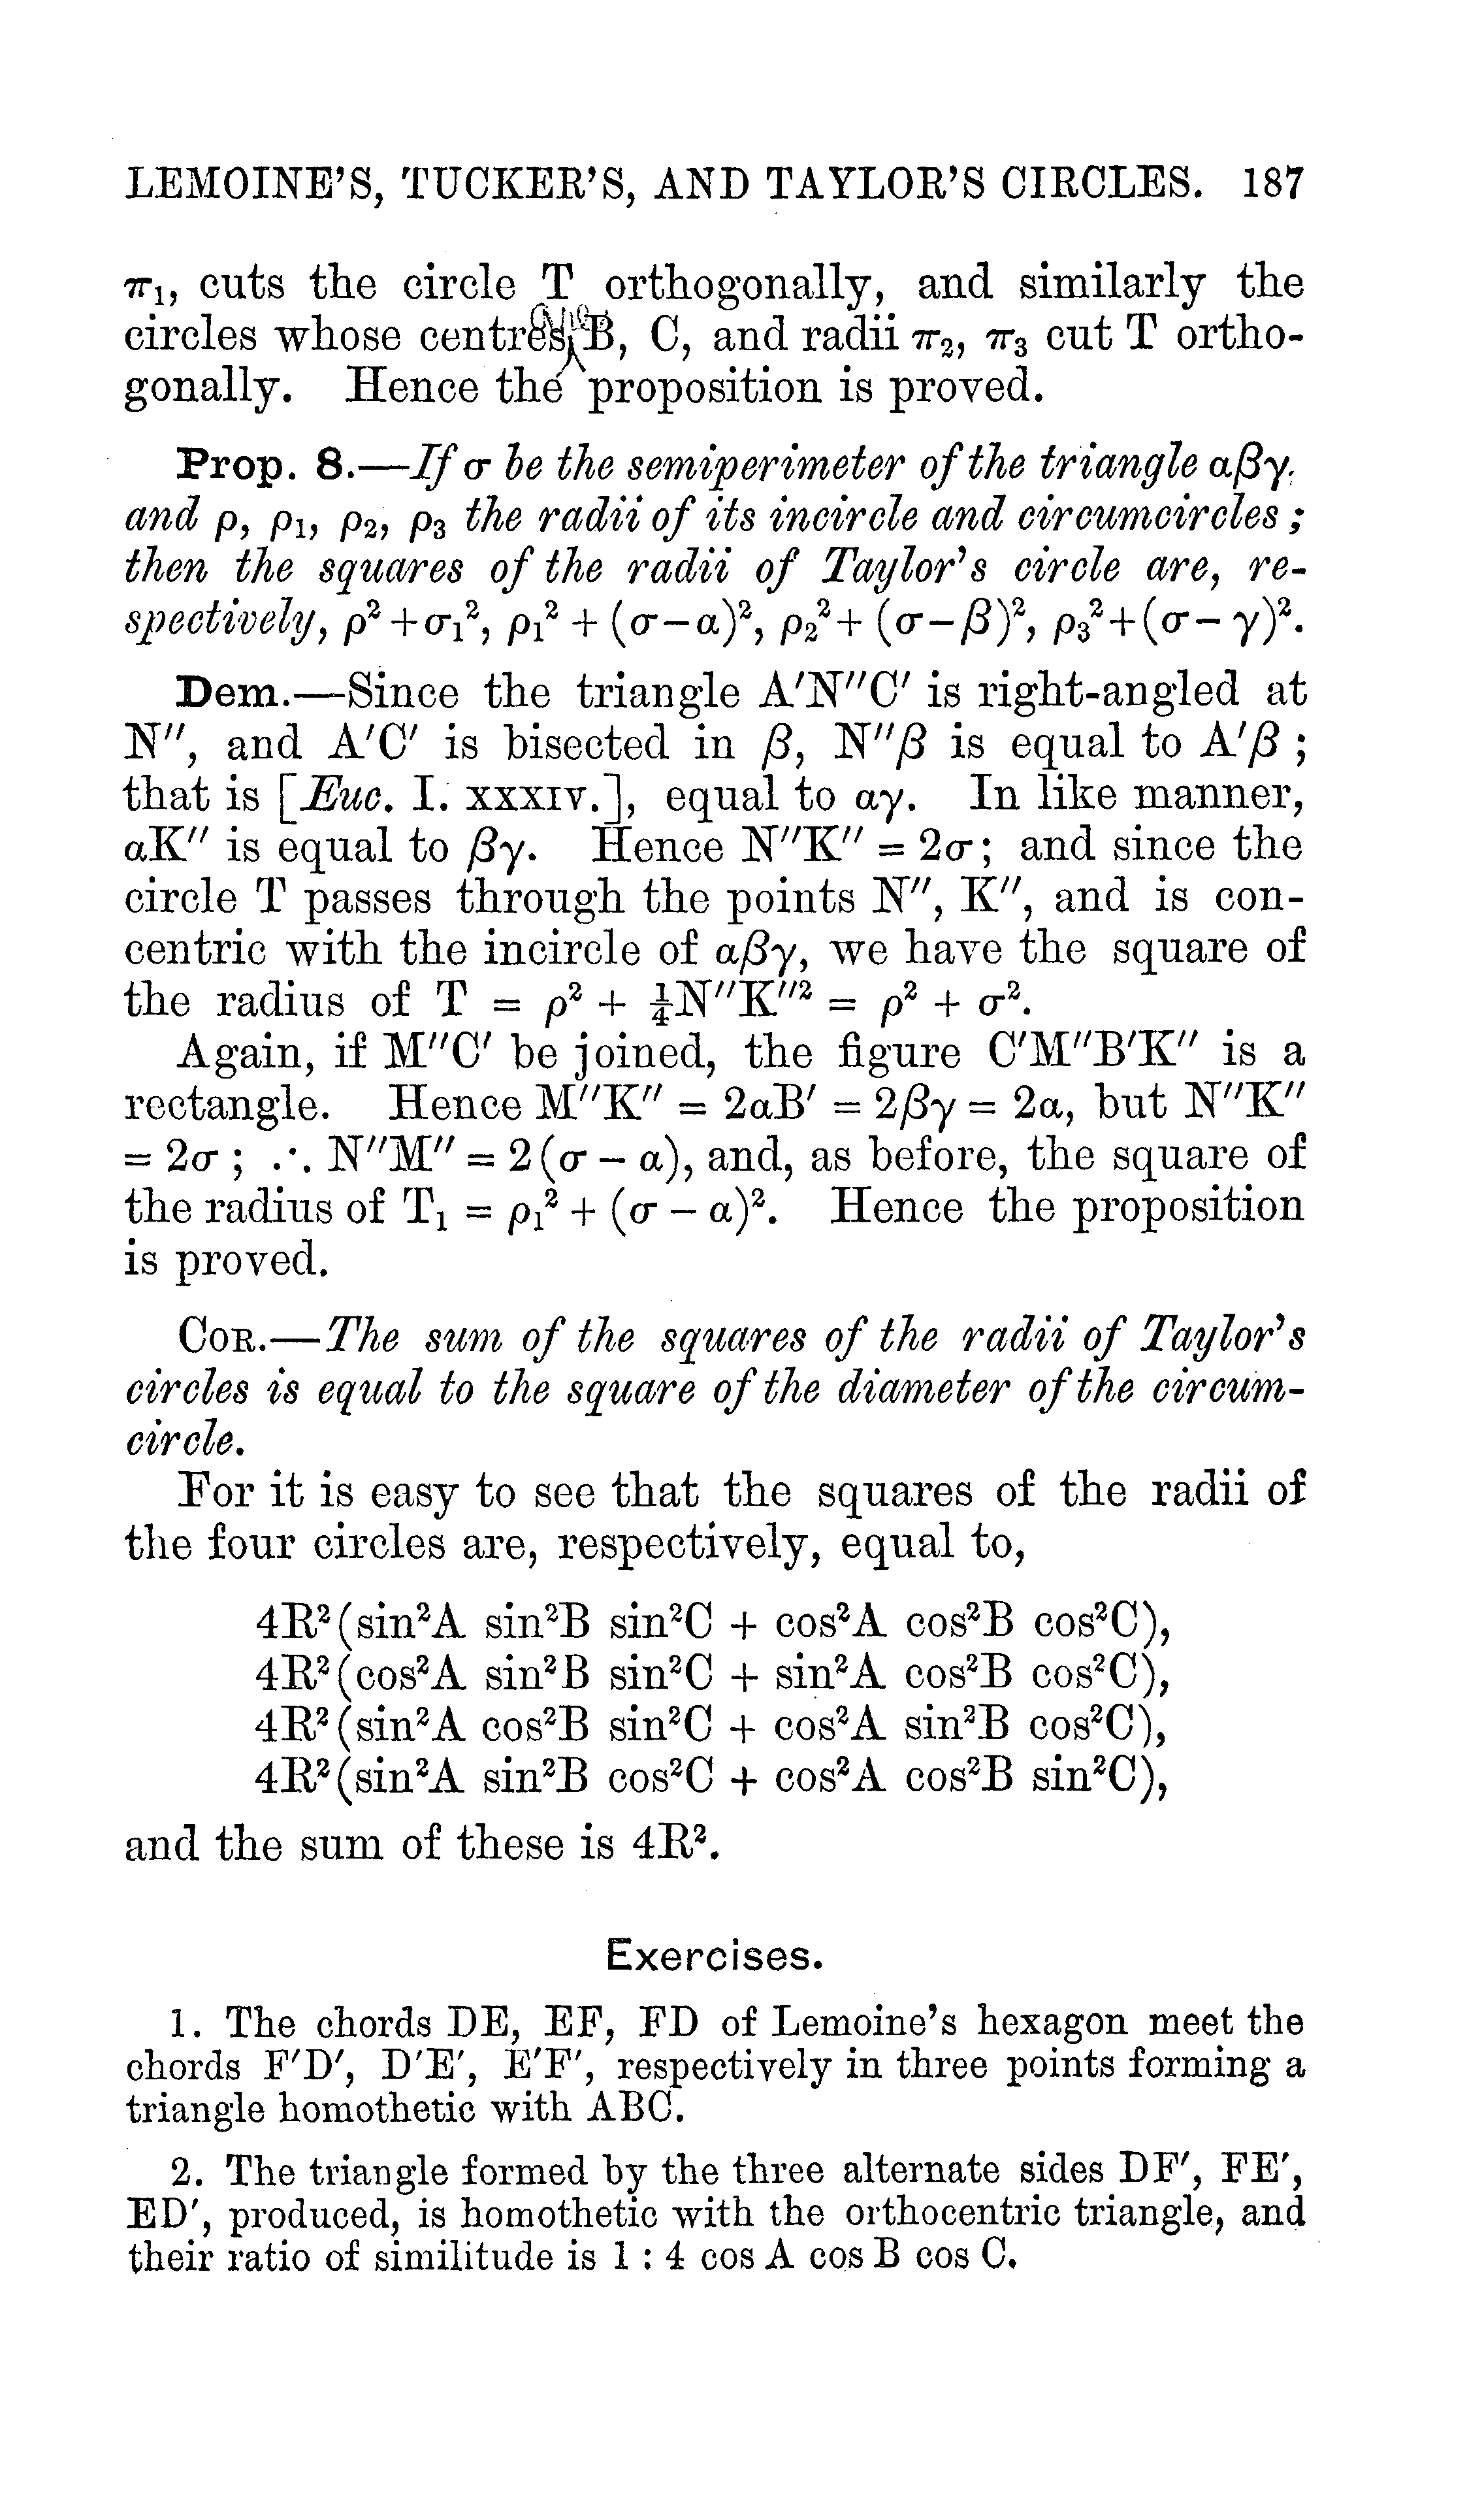 LEMOINE'S, TUCKER'S, AND TAYLOR'S CIRCLES. 187
π₁, cuts the circle T orthogonally, and similarly the
circles whose centres B, C, and radii π₂, π₃ cut T ortho-
gonally. Hence the proposition is proved.
Prop. 8.—If σ be the semiperimeter of the triangle αβγ,
and ρ, ρ₁, ρ₂, ρ₃ the radii of its incircle and circumcircles;
then the squares of the radii of Taylor's circle are, re-
spectively, ρ² + σ₁², ρ₁² + (σ − α)², ρ₂² + (σ − β)², ρ₃² + (σ − γ)².
Dem.—Since the triangle A′N″C′ is right-angled at
N″, and A′C′ is bisected in β, N″β is equal to A′β;
that is [Euc. I. XXXIV.], equal to αγ. In like manner,
αK″ is equal to βγ. Hence N″K″ = 2σ; and since the
circle T passes through the points N″, K″, and is con-
centric with the incircle of αβγ, we have the square of
the radius of T = ρ² + ¼N″K″² = ρ² + σ².
Again, if M″C′ be joined, the figure C′M″B′K″ is a
rectangle. Hence M″K″ = 2αB′ = 2βγ = 2α, but N″K″
= 2σ; ∴ N″M″ = 2(σ − α), and, as before, the square of
the radius of T₁ = ρ₁² + (σ − α)². Hence the proposition
is proved.
COR.—The sum of the squares of the radii of Taylor's
circles is equal to the square of the diameter of the circum-
circle.
For it is easy to see that the squares of the radii of
the four circles are, respectively, equal to,
4R²(sin²A sin²B sin²C + cos²A cos²B cos²C),
4R²(cos²A sin²B sin²C + sin²A cos²B cos²C),
4R²(sin²A cos²B sin²C + cos²A sin²B cos²C),
4R²(sin²A sin²B cos²C + cos²A cos²B sin²C),
and the sum of these is 4R².
Exercises.
1. The chords DE, EF, FD of Lemoine's hexagon meet the
chords F′D′, D′E′, E′F′, respectively in three points forming a
triangle homothetic with ABC.
2. The triangle formed by the three alternate sides DF′, FE′,
ED′, produced, is homothetic with the orthocentric triangle, and
their ratio of similitude is 1 : 4 cos A cos B cos C.